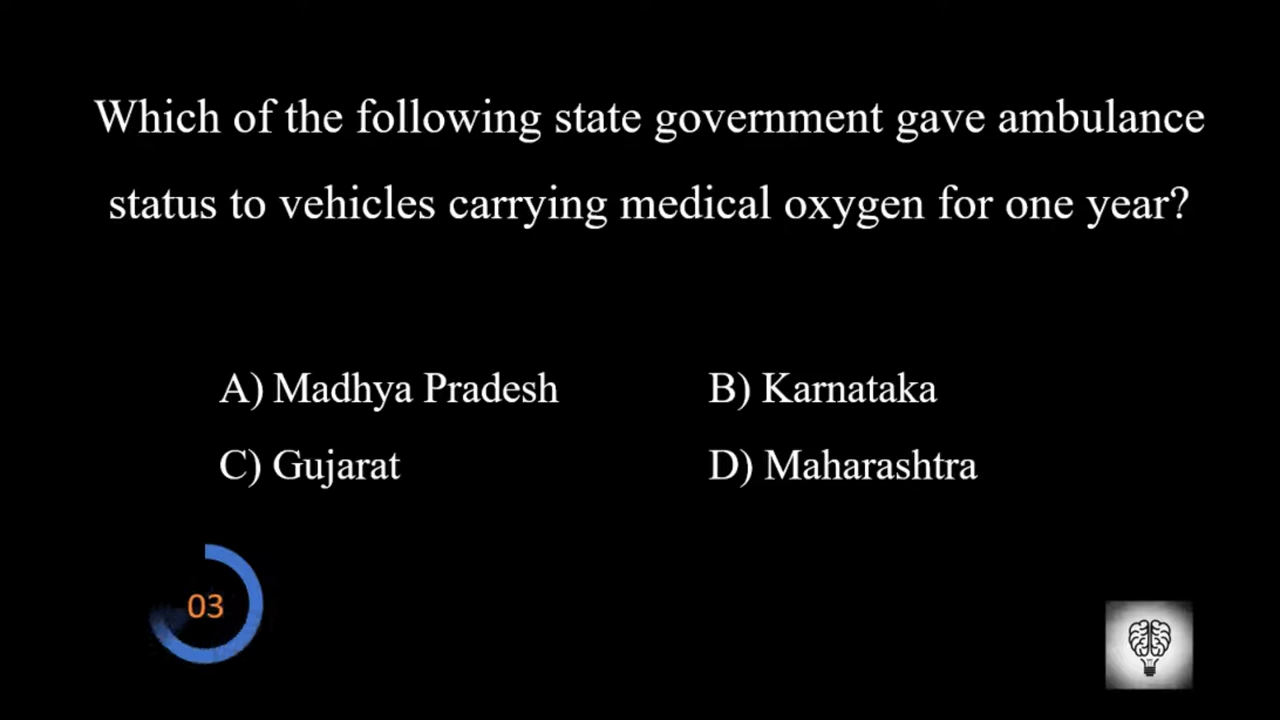 Which of the following state government gave ambulance
status to vehicles carrying medical oxygen for one year?
A) Madhya Pradesh B) Karnataka
C) Gujarat D) Maharashtra
03